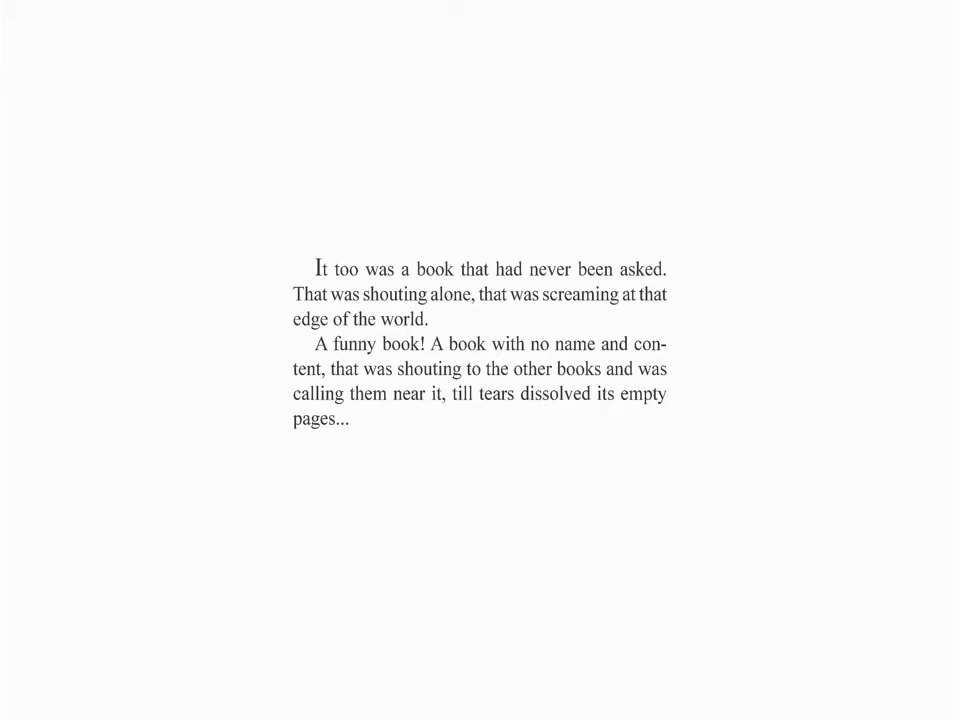 It too was a book that had never been asked.
That was shouting alone, that was screaming at that
edge of the world.
A funny book! A book with no name and con-
tent, that was shouting to the other books and was
calling them near it, till tears dissolved its empty
pages...